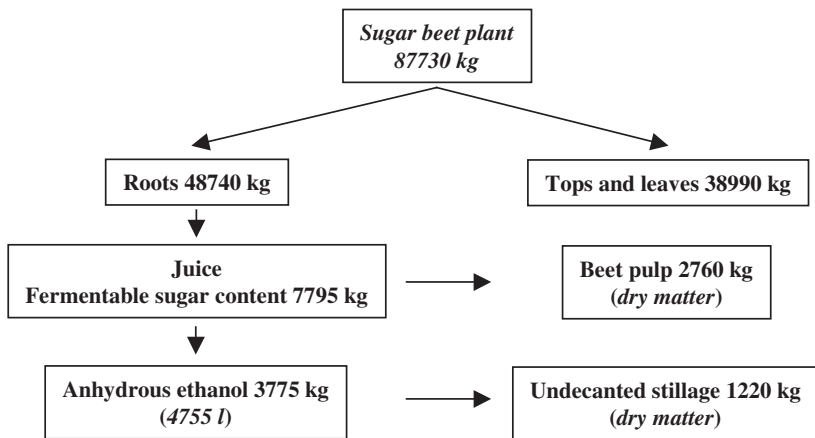 Sugar beet plant
87730 kg
Roots 48740 kg
Tops and leaves 38990 kg
Juice
Fermentable sugar content 7795 kg
Beet pulp 2760 kg
(dry matter)
Anhydrous ethanol 3775 kg
(4755 l)
Undecanted stillage 1220 kg
(dry matter)